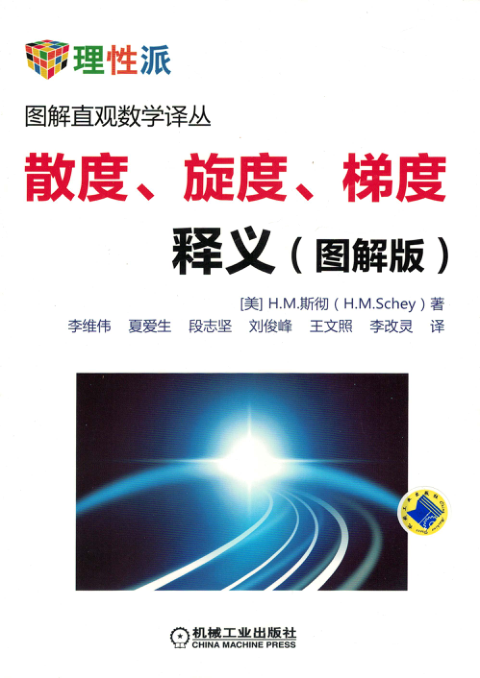 理性派
图解直观数学译丛
散度、旋度、梯度
释义（图解版）
[美] H.M.斯彻（H.M.Schey）著
李维伟 夏爱生 段志坚 刘俊峰 王文照 李改灵 译
机械工业出版社
CHINA MACHINE PRESS